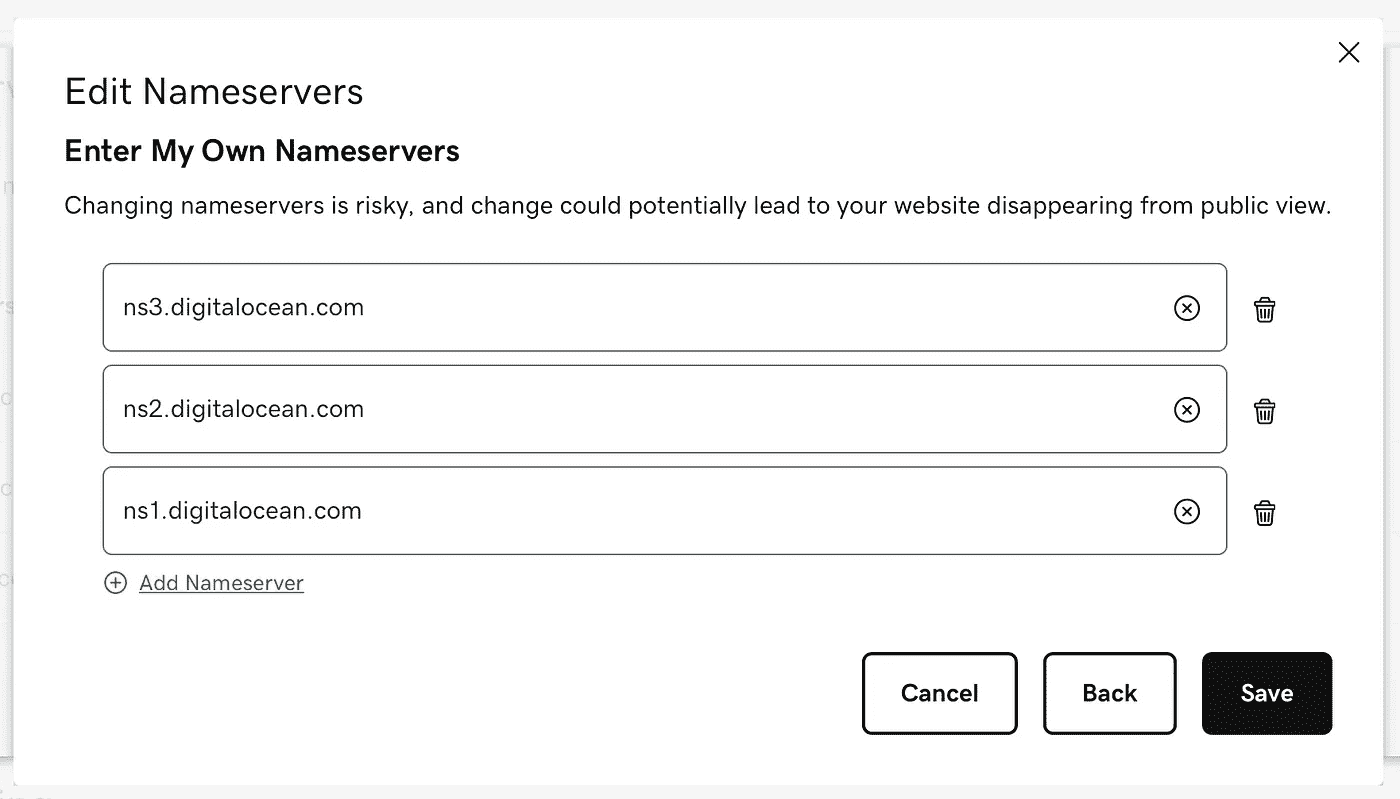 Edit Nameservers
Enter My Own Nameservers
Changing nameservers is risky, and change could potentially lead to your website disappearing from public view.
ns3.digitalocean.com
ns2.digitalocean.com
ns1.digitalocean.com
Add Nameserver
Cancel Back Save